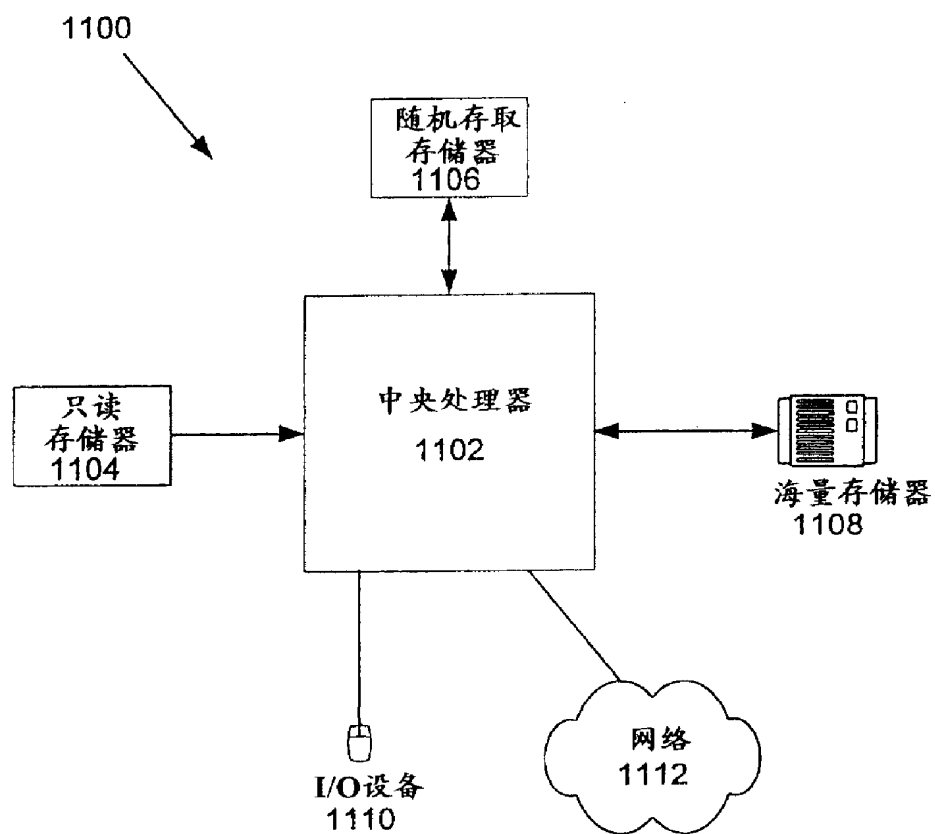 1100
随机存取
存储器
1106
只读
存储器
1104
中央处理器
1102
海量存储器
1108
I/O设备
1110
网络
1112